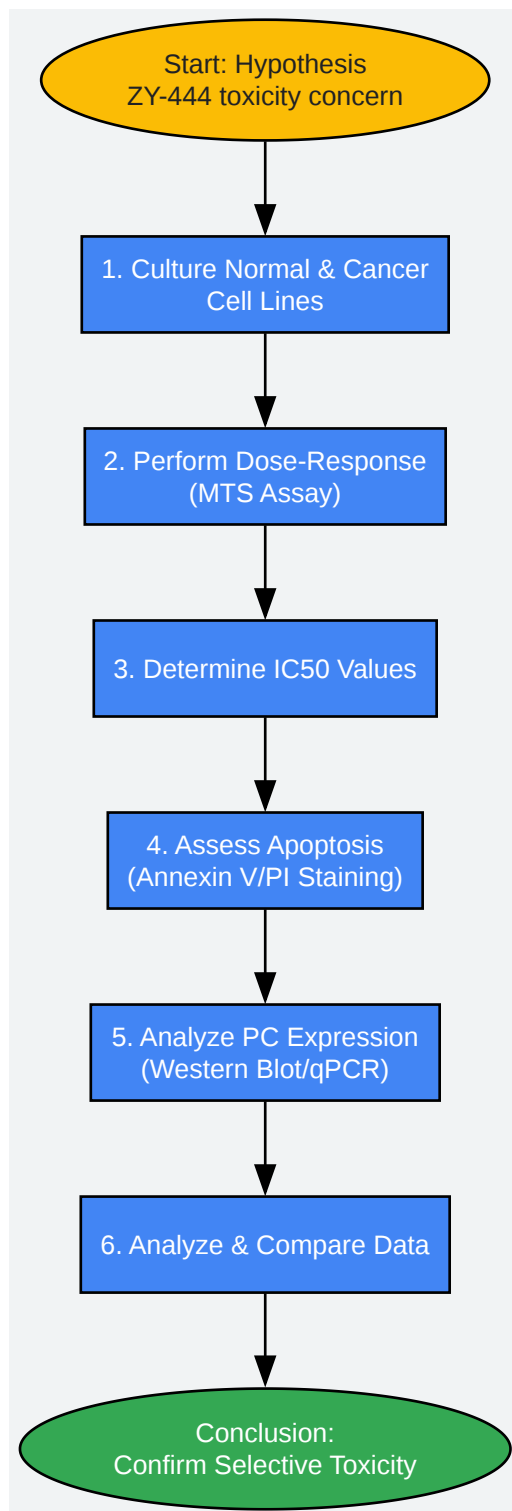 Start: Hypothesis
ZY-444 toxicity concern
1. Culture Normal & Cancer
Cell Lines
2. Perform Dose-Response
(MTS Assay)
3. Determine IC50 Values
4. Assess Apoptosis
(Annexin V/PI Staining)
5. Analyze PC Expression
(Western Blot/qPCR)
6. Analyze & Compare Data
Conclusion:
Confirm Selective Toxicity